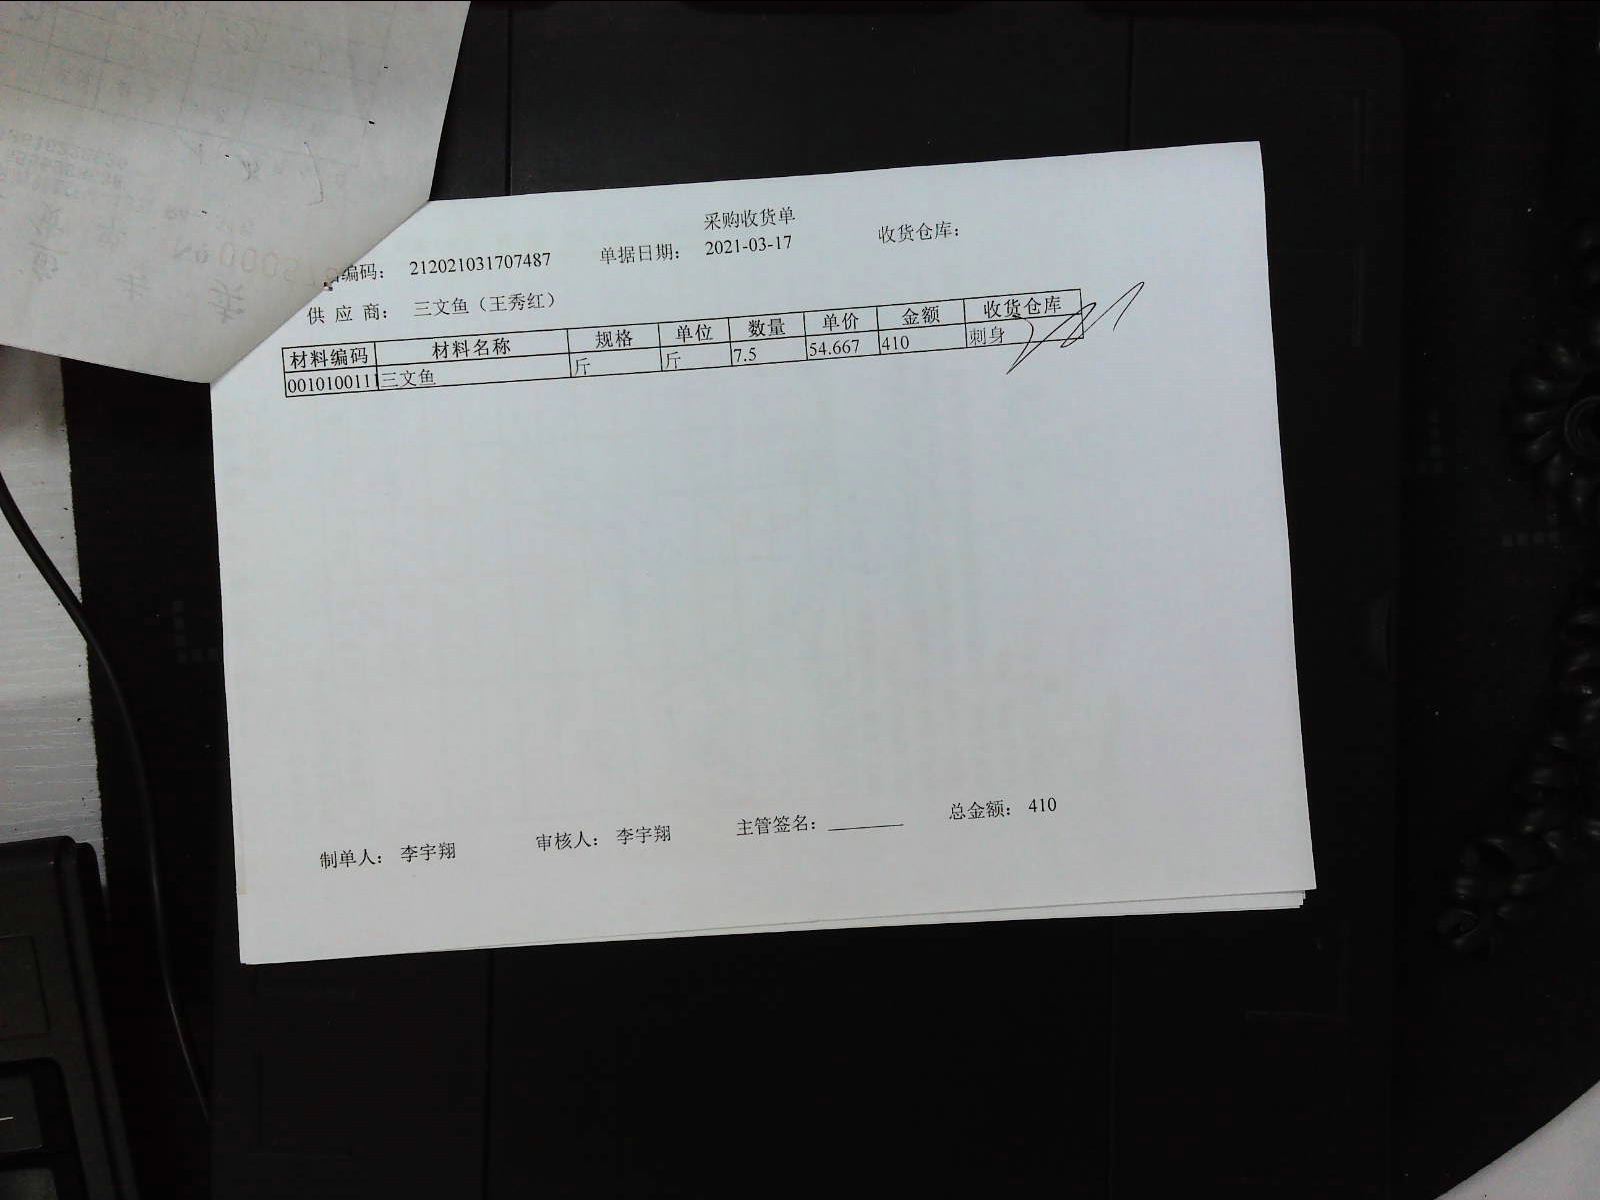 采购收货单
编码： 212021031707487 单据日期： 2021-03-17 收货仓库：
供 应 商： 三文鱼（王秀红）
材料编码 材料名称 规格 单位 数量 单价 金额 收货仓库
0010100111 三文鱼 斤 斤 7.5 54.667 410 刺身
制单人： 李宇翔 审核人： 李宇翔 主管签名： 总金额： 410